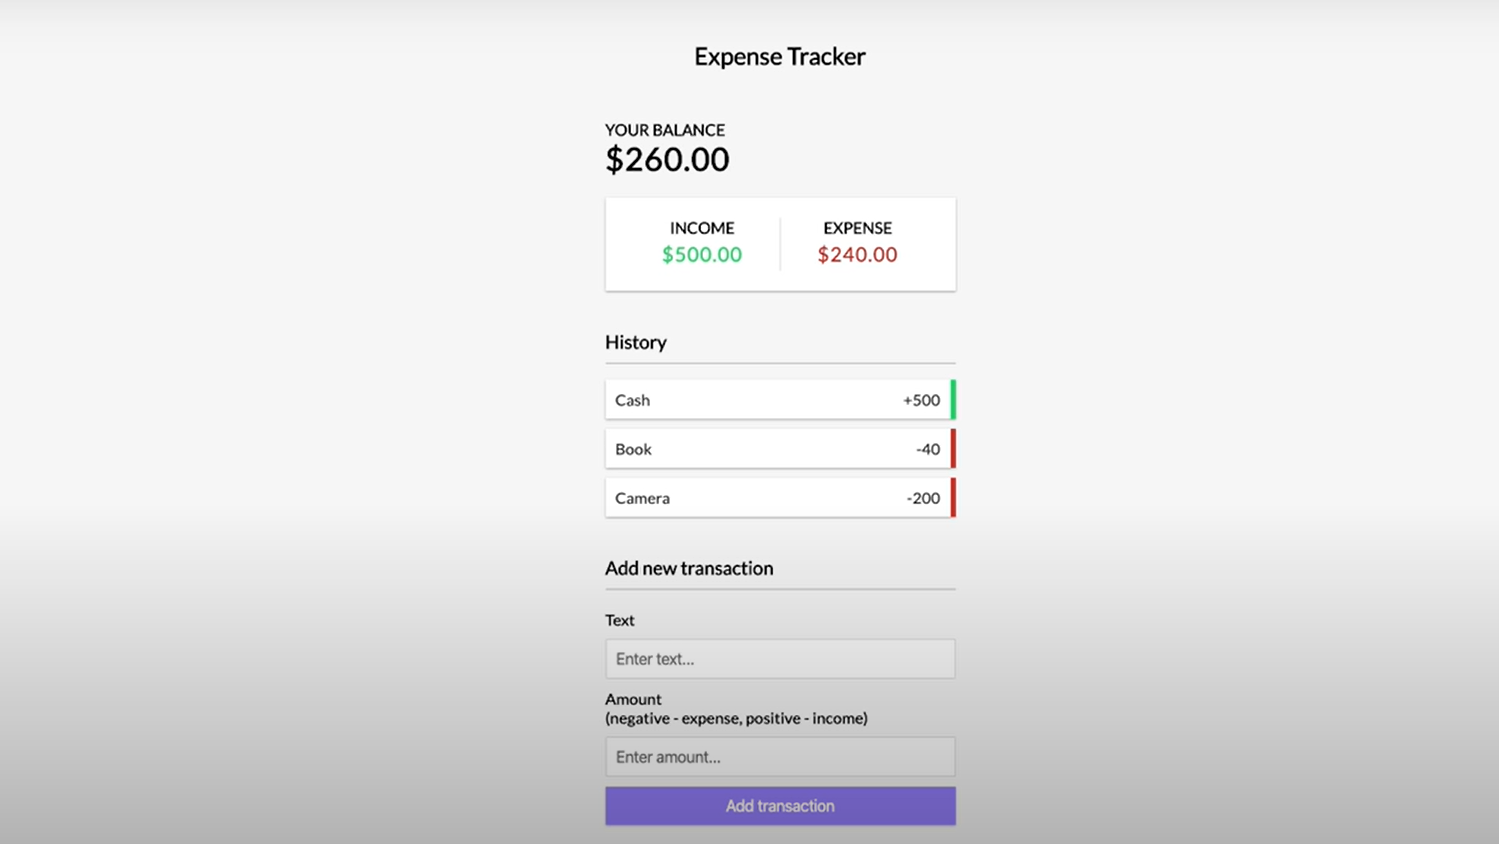 Expense Tracker
YOUR BALANCE
$260.00
INCOME EXPENSE
$500.00 $240.00
History
Cash +500
Book -40
Camera -200
Add new transaction
Text
Enter text...
Amount
(negative - expense, positive - income)
Enter amount...
Add transaction